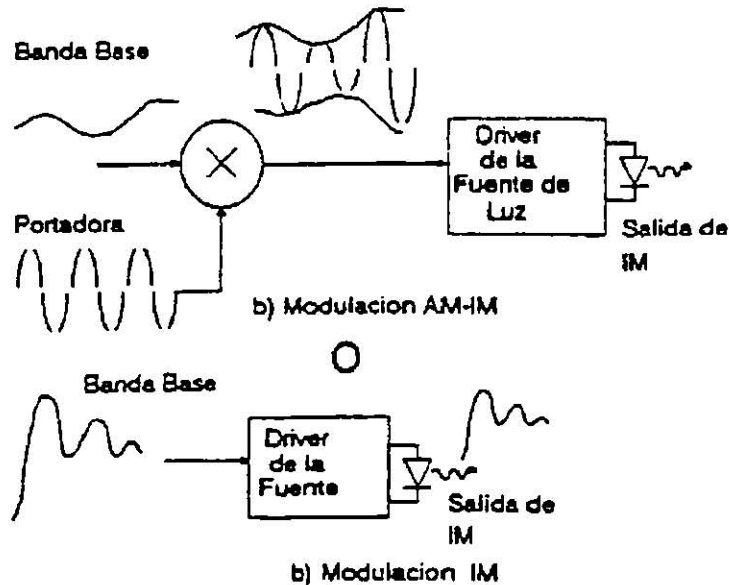 Banda Base
Driver
de la
Fuente de
Luz
Portadora
Salida de
IM
b) Modulacion AM-IM
O
Banda Base
Driver
de la
Fuente
Salida de
IM
b) Modulacion IM